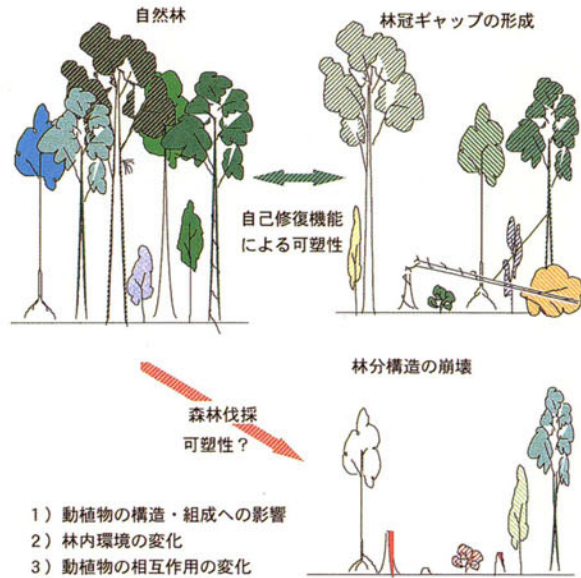 自然林
林冠ギャップの形成
自己修復機能
による可塑性
林分構造の崩壊
森林伐採
可塑性？
1）動植物の構造・組成への影響
2）林内環境の変化
3）動植物の相互作用の変化